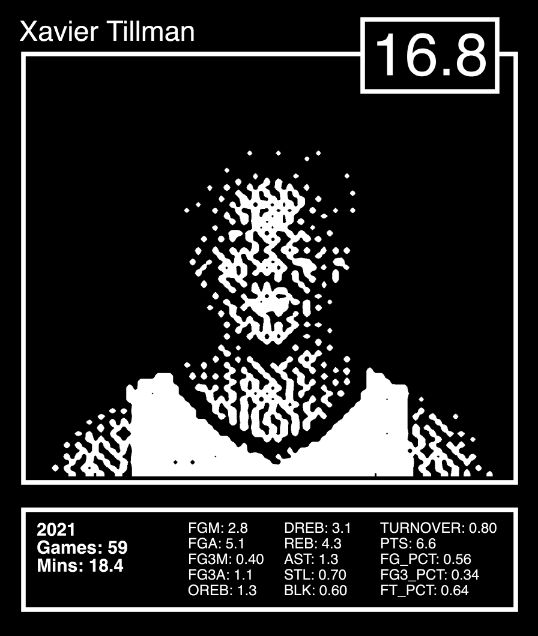 Xavier Tillman
16.8
2021
Games: 59
Mins: 18.4
FGM: 2.8
FGA: 5.1
FG3M: 0.40
FG3A: 1.1
OREB: 1.3
DREB: 3.1
REB: 4.3
AST: 1.3
STL: 0.70
BLK: 0.60
TURNOVER: 0.80
PTS: 6.6
FG_PCT: 0.56
FG3_PCT: 0.34
FT_PCT: 0.64